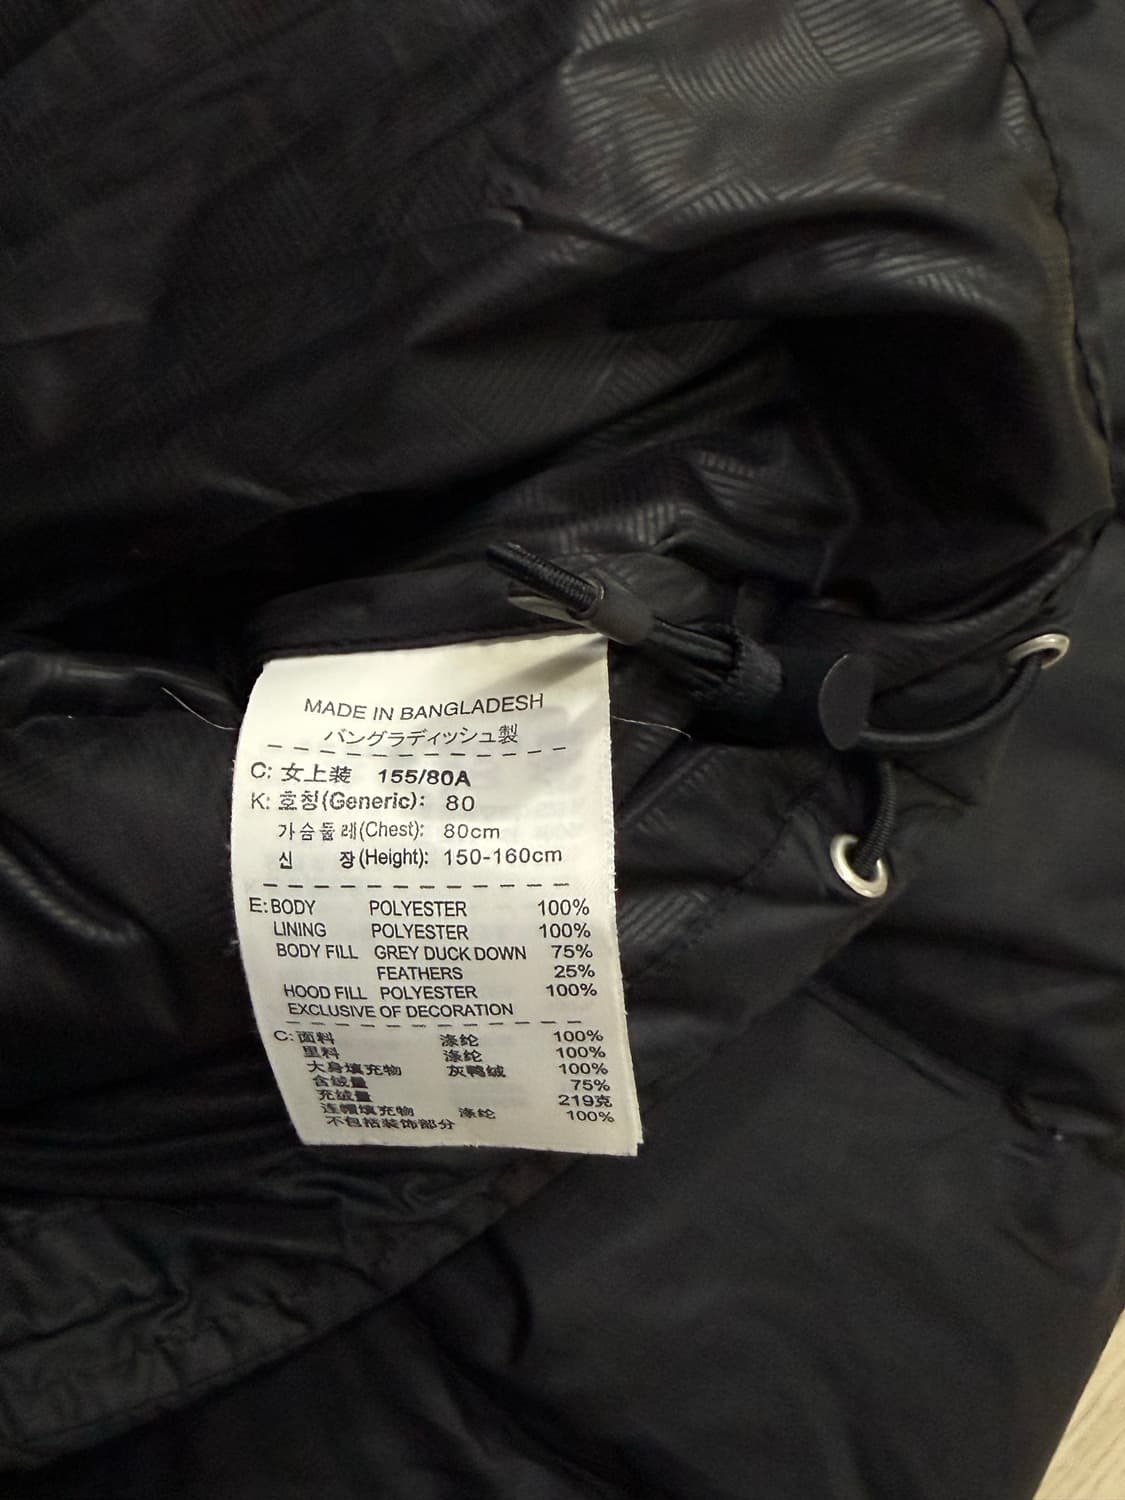 MADE IN BANGLADESH
バングラディッシュ製
C: 女上装 155/80A
K: 호칭(Generic): 80
가슴둘레(Chest): 80cm
신 장(Height): 150-160cm
E: BODY POLYESTER 100%
LINING POLYESTER 100%
BODY FILL GREY DUCK DOWN 75%
FEATHERS 25%
HOOD FILL POLYESTER 100%
EXCLUSIVE OF DECORATION
C: 面料 涤纶 100%
里料 涤纶 100%
大身填充物 灰鸭绒 100%
含绒量 75%
充绒量 219克
连帽填充物 涤纶 100%
不包括装饰部分